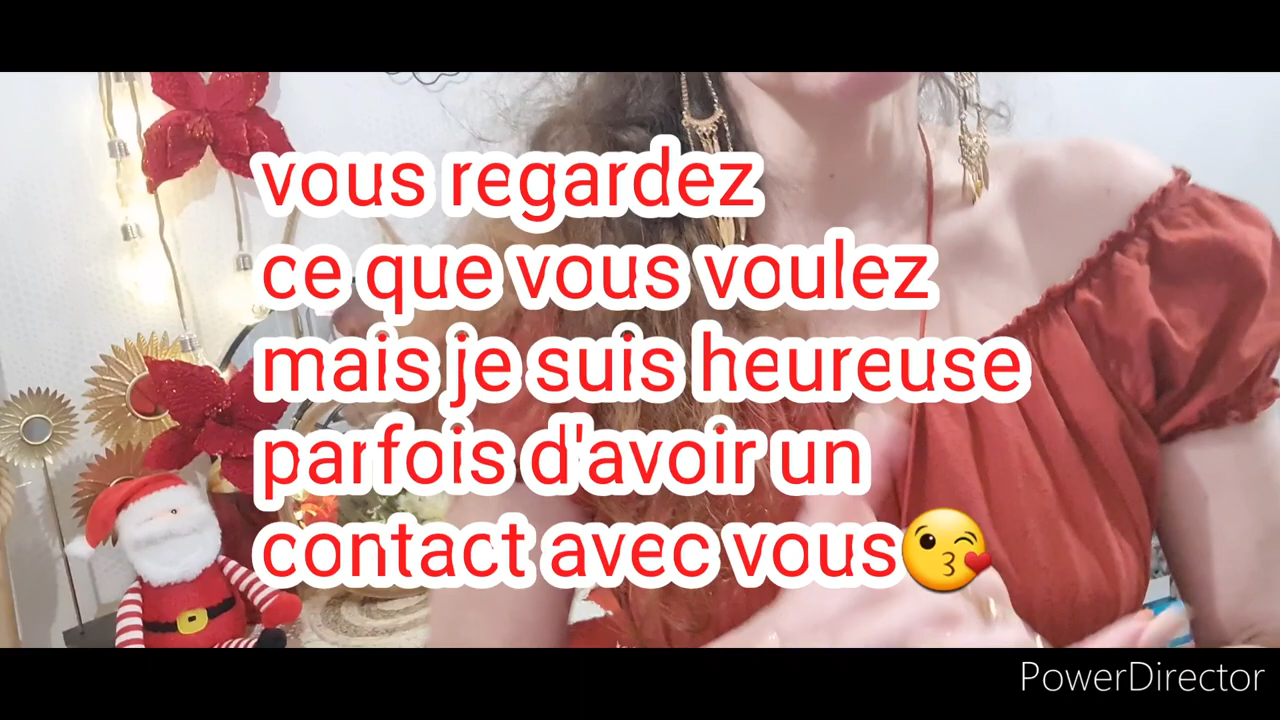 vous regardez
ce que vous voulez
mais je suis heureuse
parfois d'avoir un
contact avec vous😘
PowerDirector